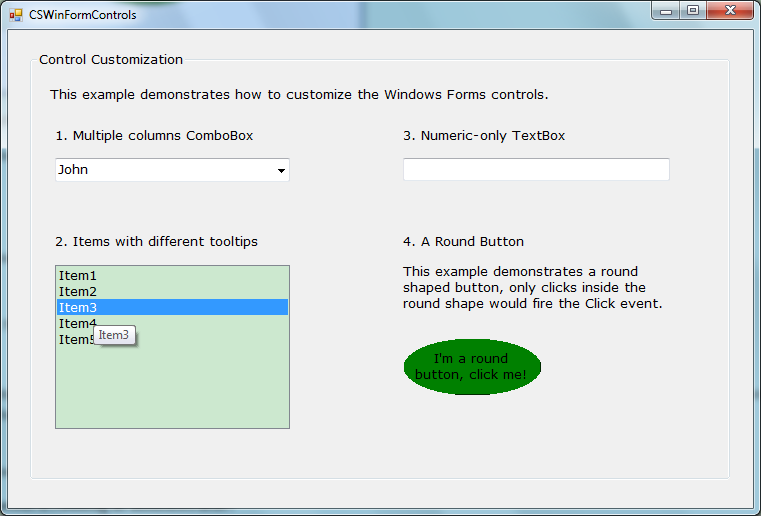 CSWinFormControls
Control Customization
This example demonstrates how to customize the Windows Forms controls.
1. Multiple columns ComboBox
John
2. Items with different tooltips
Item1
Item2
Item3
Item4
Item5
Item3
3. Numeric-only TextBox
4. A Round Button
This example demonstrates a round
shaped button, only clicks inside the
round shape would fire the Click event.
I'm a round
button, click me!